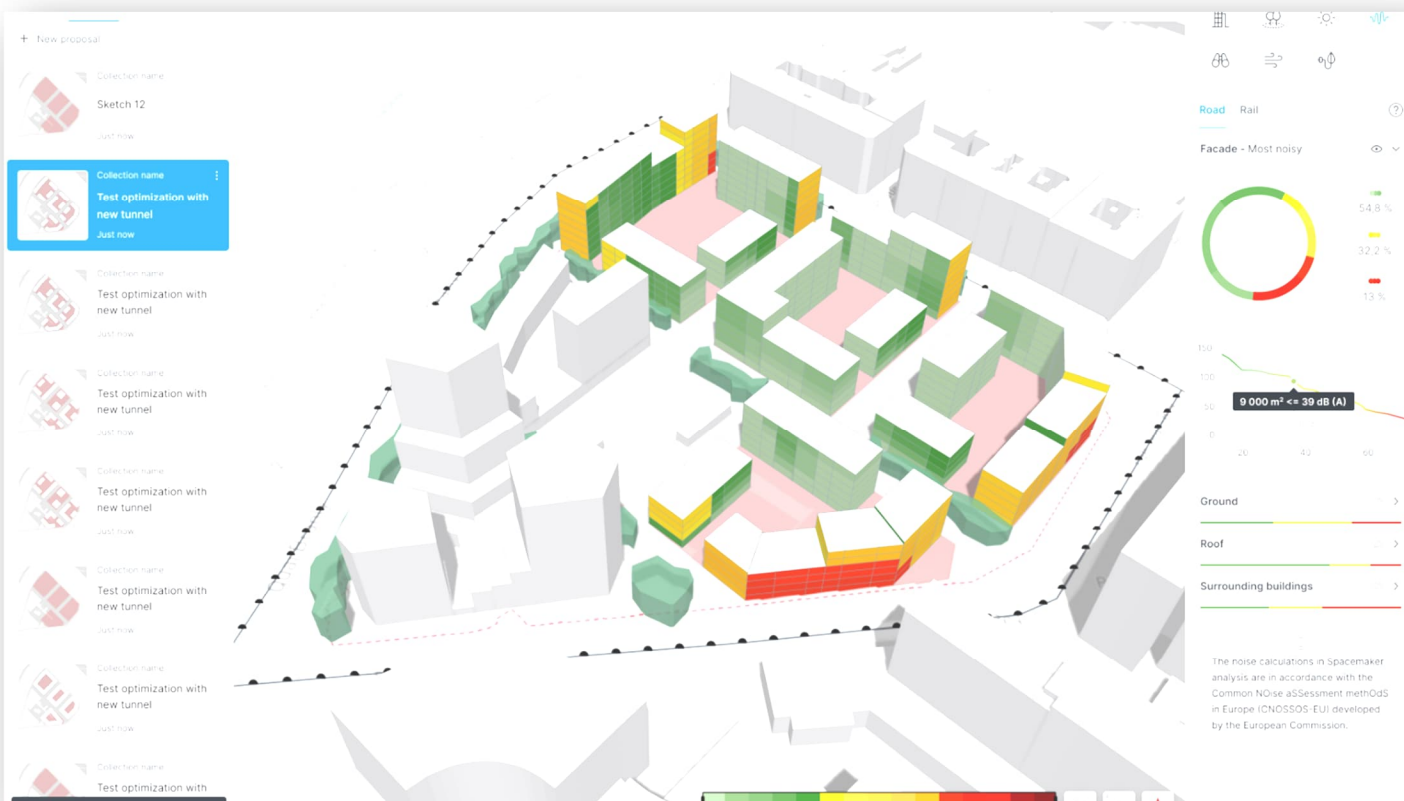 + New proposal
Collection name
Sketch 12
Just now
Collection name
Test optimization with
new tunnel
Just now
Collection name
Test optimization with
new tunnel
Just now
Collection name
Test optimization with
new tunnel
Just now
Collection name
Test optimization with
new tunnel
Just now
Collection name
Test optimization with
new tunnel
Just now
Collection name
Test optimization with
new tunnel
Just now
Collection name
Test optimization with
Road Rail
?
Facade - Most noisy
54,8 %
32,2 %
13 %
150
100
50
0
9 000 m² <= 39 dB (A)
20 40 60
Ground
Roof
Surrounding buildings
The noise calculations in Spacemaker
analysis are in accordance with the
Common NOise aSSessment methOdS
in Europe (CNOSSOS-EU) developed
by the European Commission.